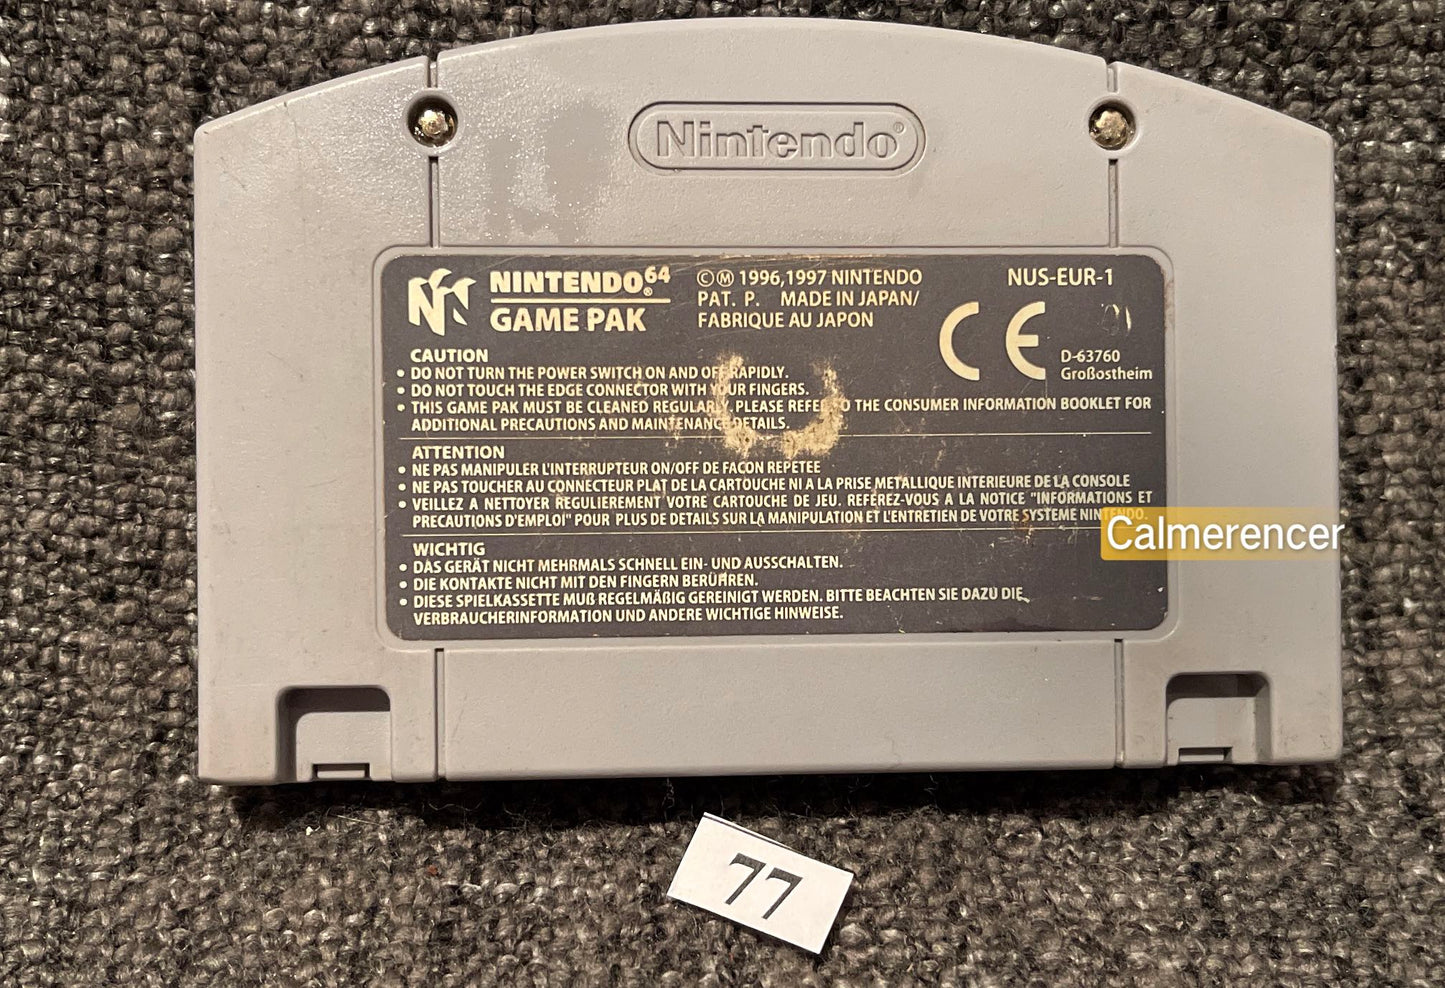 Nintendo®
NINTENDO®64
GAME PAK
©Ⓜ 1996,1997 NINTENDO
PAT. P. MADE IN JAPAN/
FABRIQUE AU JAPON
NUS-EUR-1
CE
D-63760
Großostheim
CAUTION
• DO NOT TURN THE POWER SWITCH ON AND OFF RAPIDLY.
• DO NOT TOUCH THE EDGE CONNECTOR WITH YOUR FINGERS.
• THIS GAME PAK MUST BE CLEANED REGULARLY. PLEASE REFER TO THE CONSUMER INFORMATION BOOKLET FOR
ADDITIONAL PRECAUTIONS AND MAINTENANCE DETAILS.
ATTENTION
• NE PAS MANIPULER L'INTERRUPTEUR ON/OFF DE FACON REPETEE
• NE PAS TOUCHER AU CONNECTEUR PLAT DE LA CARTOUCHE NI A LA PRISE METALLIQUE INTERIEURE DE LA CONSOLE
• VEILLEZ A NETTOYER REGULIEREMENT VOTRE CARTOUCHE DE JEU. REFEREZ-VOUS A LA NOTICE "INFORMATIONS ET
PRECAUTIONS D'EMPLOI" POUR PLUS DE DETAILS SUR LA MANIPULATION ET L'ENTRETIEN DE VOTRE SYSTEME NINTENDO.
WICHTIG
• DAS GERÄT NICHT MEHRMALS SCHNELL EIN- UND AUSSCHALTEN.
• DIE KONTAKTE NICHT MIT DEN FINGERN BERÜHREN.
• DIESE SPIELKASSETTE MUß REGELMÄßIG GEREINIGT WERDEN. BITTE BEACHTEN SIE DAZU DIE
VERBRAUCHERINFORMATION UND ANDERE WICHTIGE HINWEISE.
Calmerencer
77